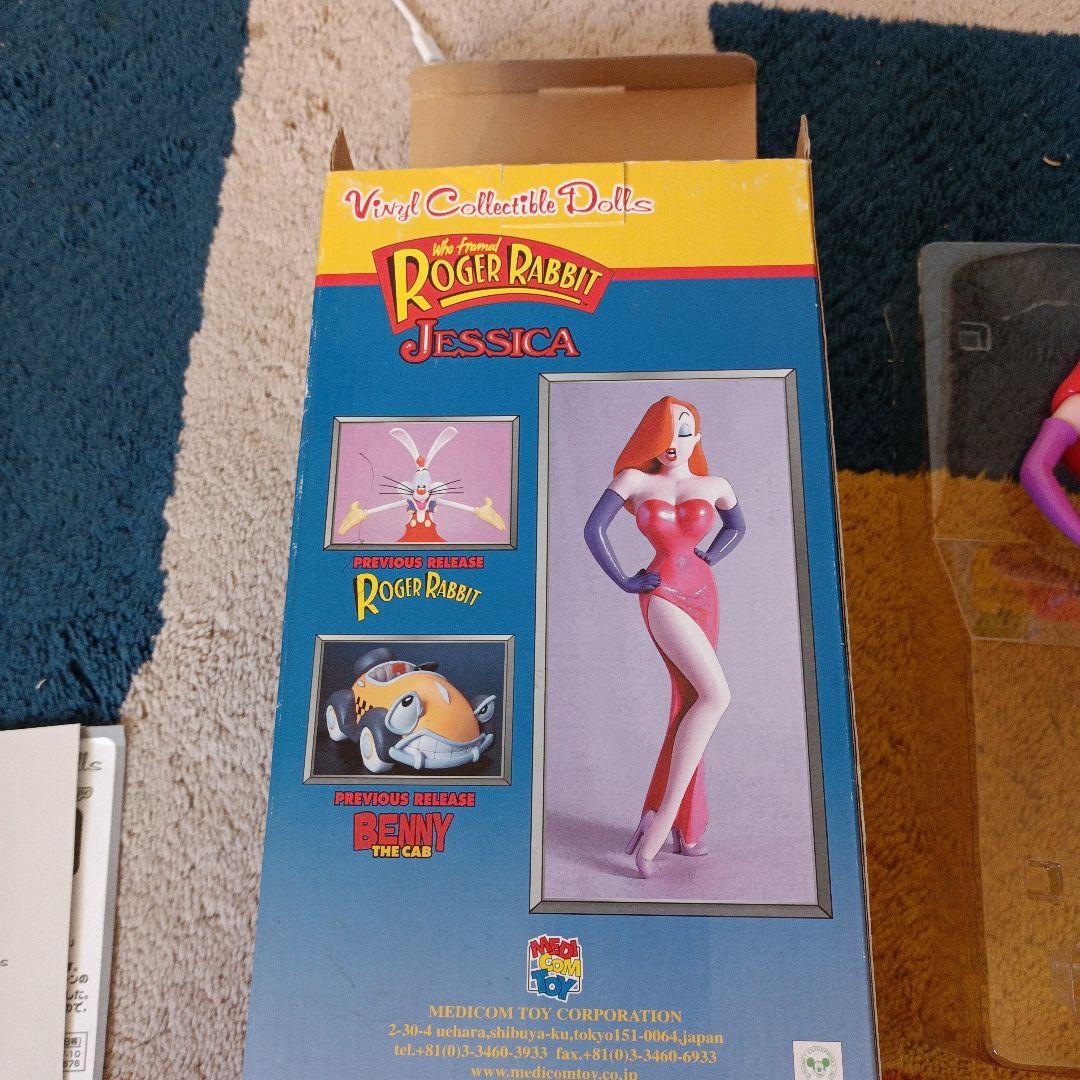 Vinyl Collectible Dolls
Who Framed
ROGER RABBIT
JESSICA
PREVIOUS RELEASE
ROGER RABBIT
PREVIOUS RELEASE
BENNY
THE CAB
MEDI
COM
TOY
MEDICOM TOY CORPORATION
2-30-4 uehara,shibuya-ku,tokyo151-0064,japan
tel.+81(0)3-3460-3933 fax.+81(0)3-3460-6933
www.medicomtoy.co.jp